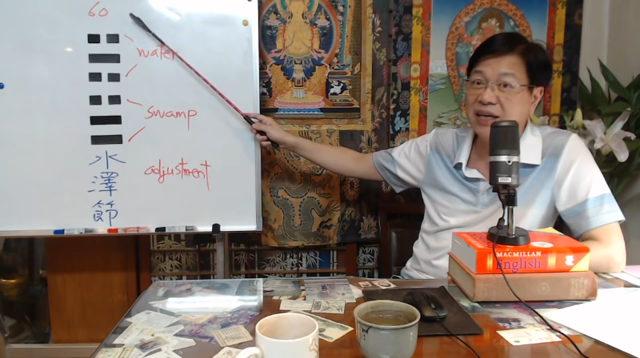 60
water
swamp
adjustment
水
澤
節
MACMILLAN
English